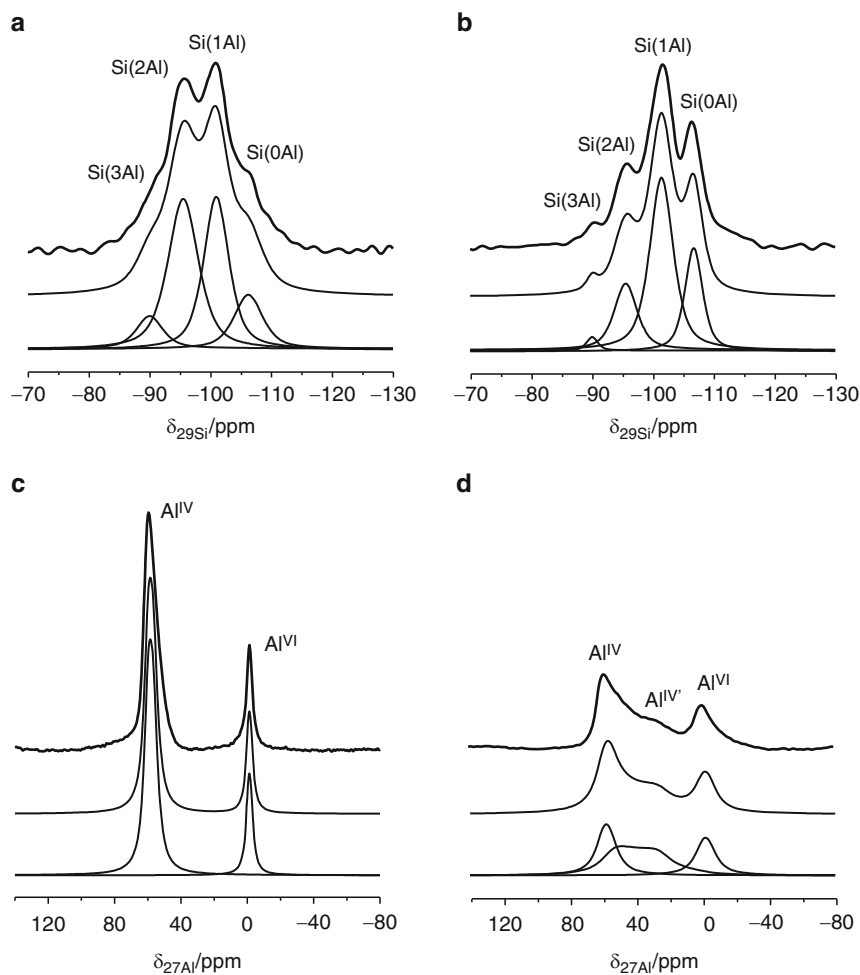 a
Si(1Al)
Si(2Al)
Si(0Al)
Si(3Al)
−70 −80 −90 −100 −110 −120 −130
δ29Si/ppm
b
Si(1Al)
Si(0Al)
Si(2Al)
Si(3Al)
−70 −80 −90 −100 −110 −120 −130
δ29Si/ppm
c
AlIV
AlVI
120 80 40 0 −40 −80
δ27Al/ppm
d
AlIV
AlIV'
AlVI
120 80 40 0 −40 −80
δ27Al/ppm